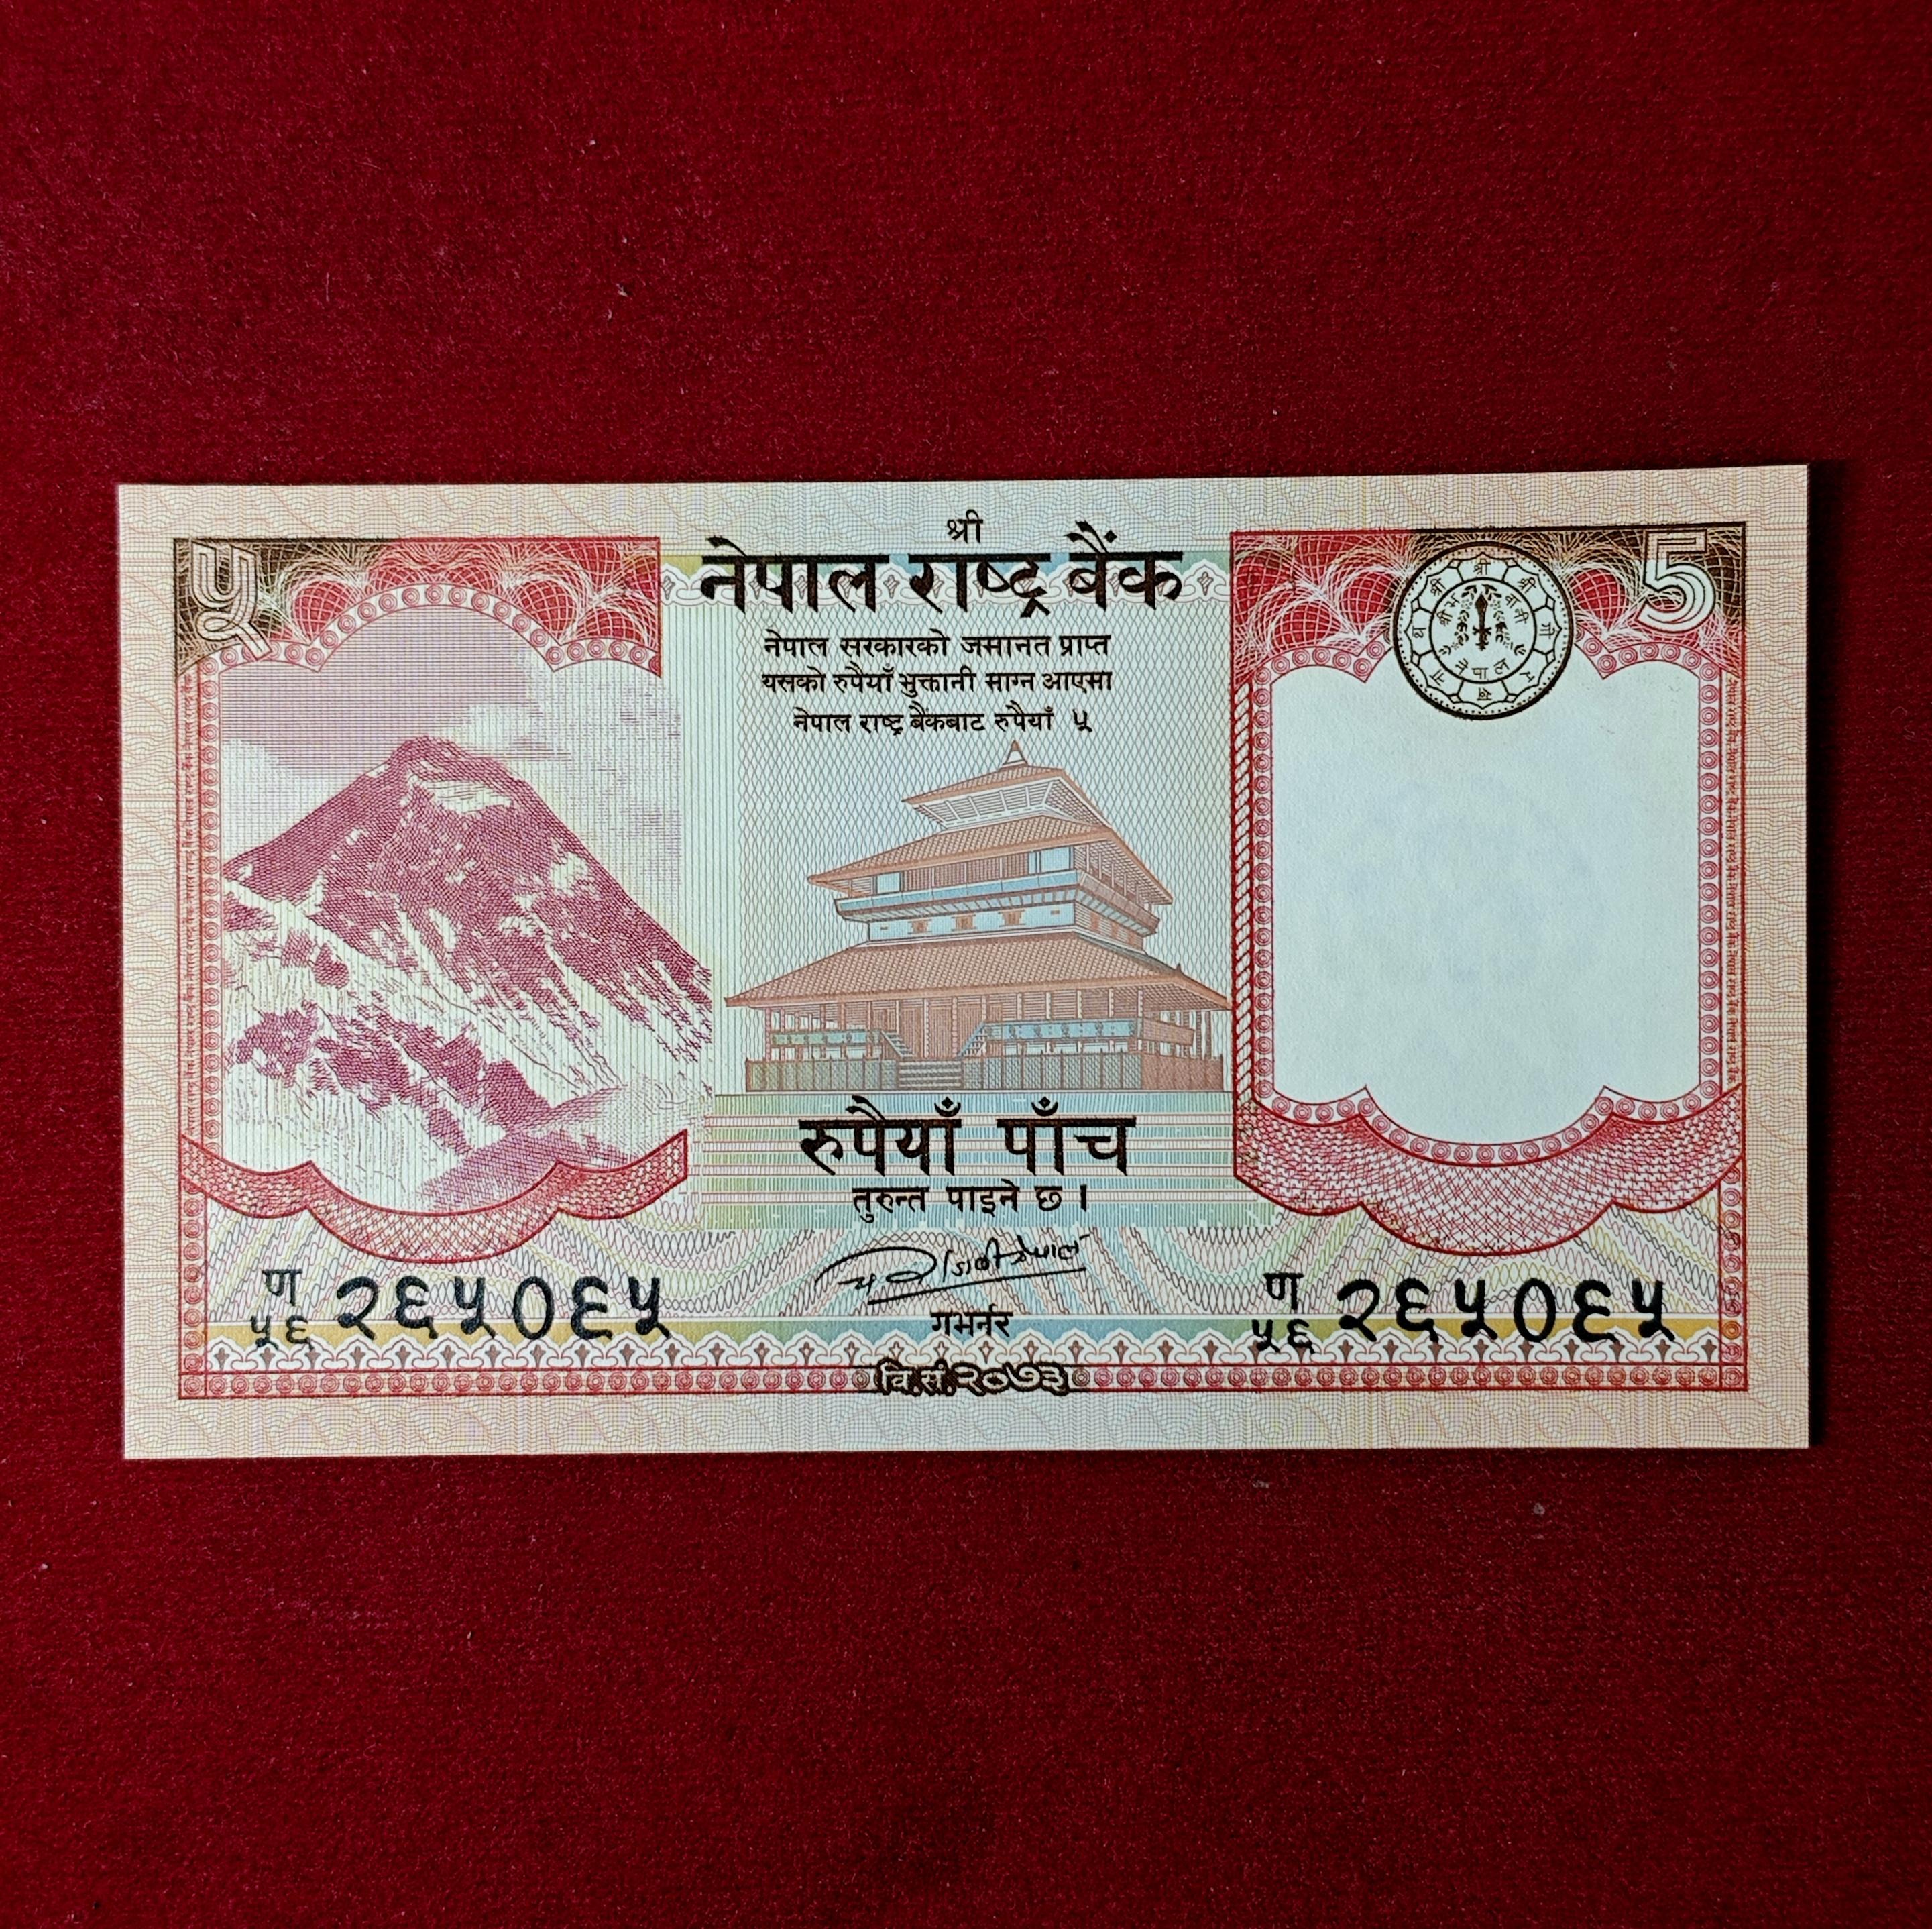 श्री
नेपाल राष्ट्र बैंक
५
5
नेपाल सरकारको जमानत प्राप्त
यसको रुपैयाँ भुक्तानी माग्न आएमा
नेपाल राष्ट्र बैंकबाट रुपैयाँ ५
रुपैयाँ पाँच
तुरुन्त पाइने छ ।
गभर्नर
ण
५६ २६५०६५
ण
५६ २६५०६५
वि.सं.२०७३